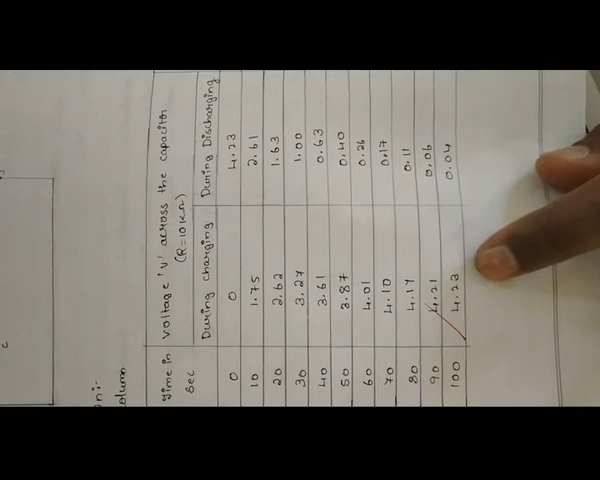 c
Time in Sec
Voltage 'V' across the capacitor
(R=10KΩ)
During charging
During Discharging
0 0 4.23
10 1.75 2.61
20 2.62 1.63
30 3.27 1.00
40 3.61 0.63
50 3.87 0.40
60 4.01 0.26
70 4.10 0.17
80 4.17 0.11
90 4.21 0.06
100 4.23 0.04